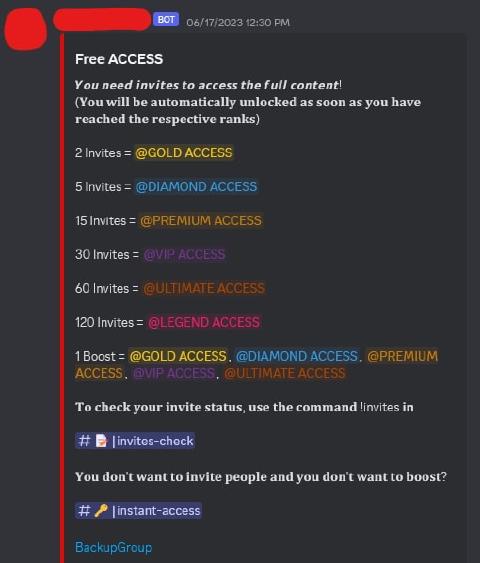 BOT 06/17/2023 12:30 PM
Free ACCESS
You need invites to access the full content!
(You will be automatically unlocked as soon as you have
reached the respective ranks)
2 Invites = @GOLD ACCESS
5 Invites = @DIAMOND ACCESS
15 Invites = @PREMIUM ACCESS
30 Invites = @VIP ACCESS
60 Invites = @ULTIMATE ACCESS
120 Invites = @LEGEND ACCESS
1 Boost = @GOLD ACCESS, @DIAMOND ACCESS, @PREMIUM
ACCESS, @VIP ACCESS, @ULTIMATE ACCESS
To check your invite status, use the command !invites in
# 📝 |invites-check
You don't want to invite people and you don't want to boost?
# 🔑 |instant-access
BackupGroup